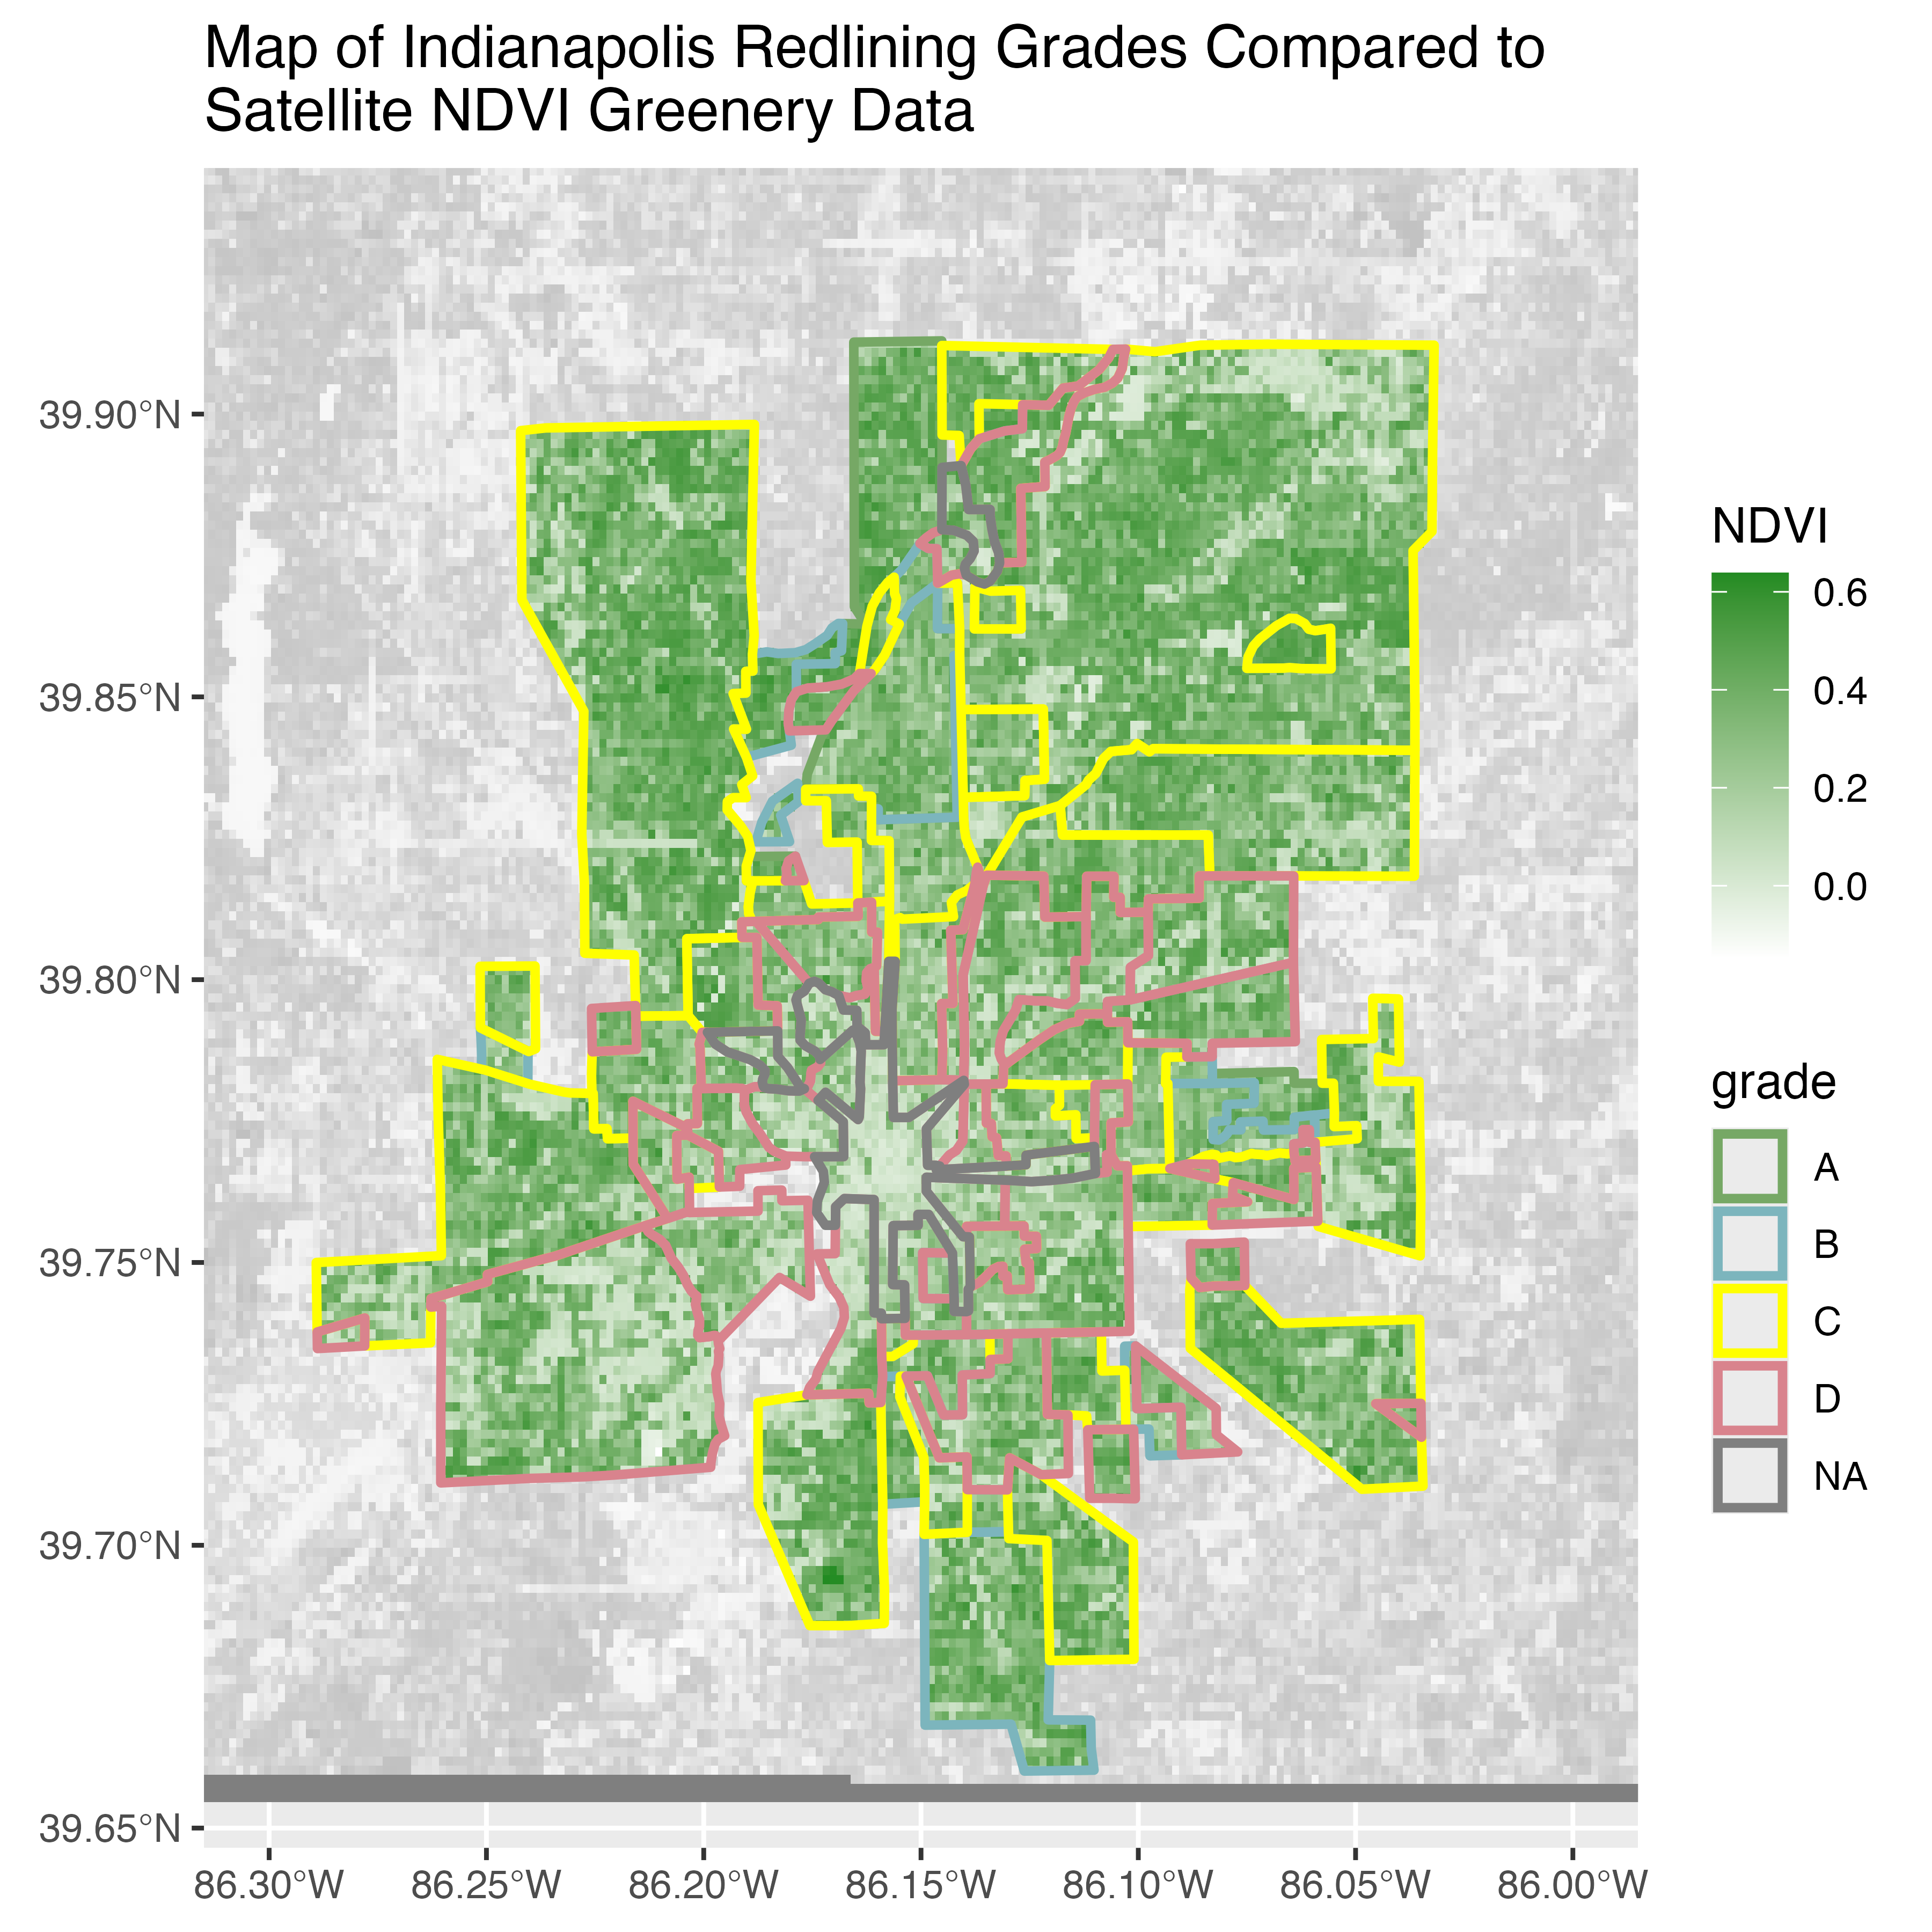 Map of Indianapolis Redlining Grades Compared to
Satellite NDVI Greenery Data
39.90°N
39.85°N
39.80°N
39.75°N
39.70°N
39.65°N
86.30°W 86.25°W 86.20°W 86.15°W 86.10°W 86.05°W 86.00°W
NDVI
0.6
0.4
0.2
0.0
grade
A
B
C
D
NA